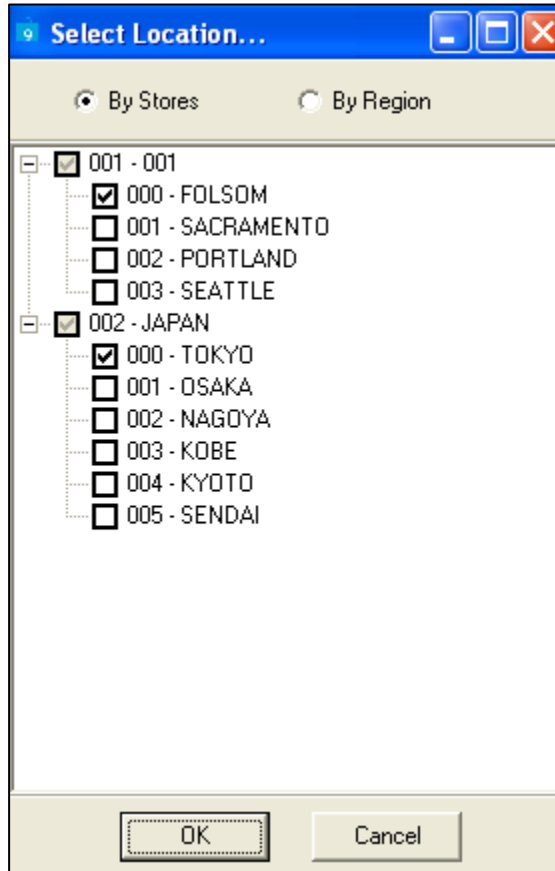 9 Select Location...
By Stores By Region
001 - 001
000 - FOLSOM
001 - SACRAMENTO
002 - PORTLAND
003 - SEATTLE
002 - JAPAN
000 - TOKYO
001 - OSAKA
002 - NAGOYA
003 - KOBE
004 - KYOTO
005 - SENDAI
OK Cancel